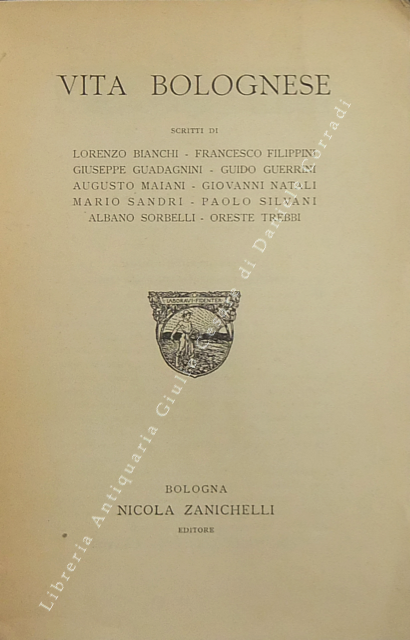 VITA BOLOGNESE
SCRITTI DI
LORENZO BIANCHI - FRANCESCO FILIPPINI
GIUSEPPE GUADAGNINI - GUIDO GUERRINI
AUGUSTO MAIANI - GIOVANNI NATALI
MARIO SANDRI - PAOLO SILVANI
ALBANO SORBELLI - ORESTE TREBBI
LABORAVI FIDENTER
BOLOGNA
NICOLA ZANICHELLI
EDITORE
Libreria Antiquaria Giulio Cesare di Daniele Corradi